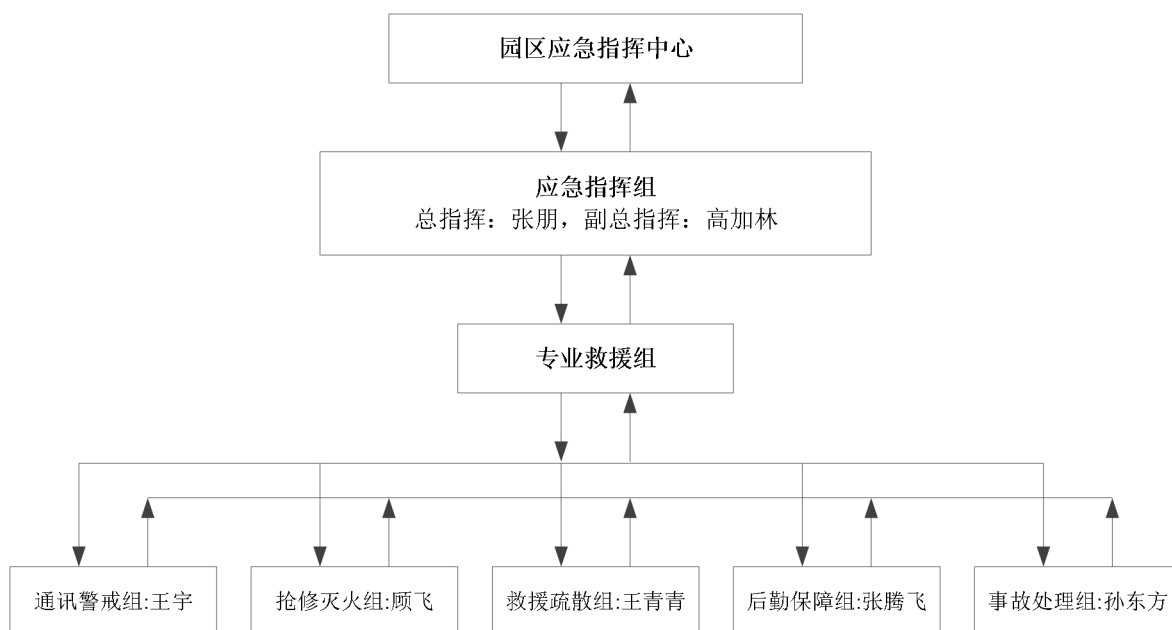 园区应急指挥中心
应急指挥组
总指挥：张朋，副总指挥：高加林
专业救援组
通讯警戒组:王宇
抢修灭火组:顾飞
救援疏散组:王青青
后勤保障组:张腾飞
事故处理组:孙东方